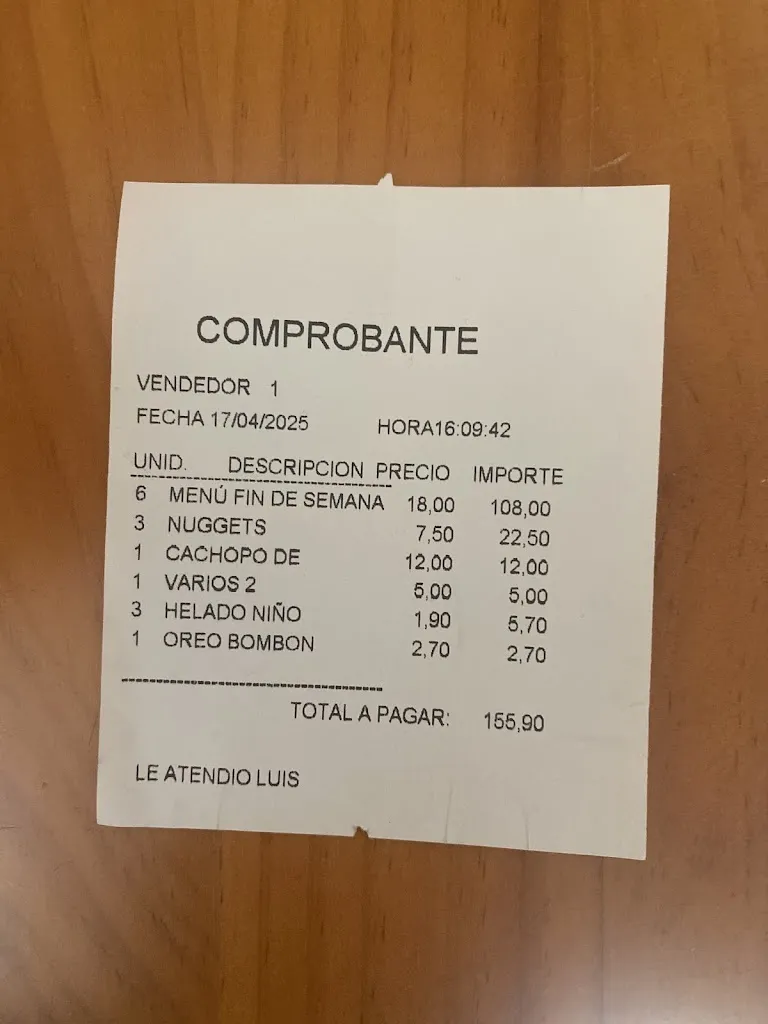 COMPROBANTE
VENDEDOR 1
FECHA 17/04/2025 HORA16:09:42
UNID. DESCRIPCION PRECIO IMPORTE
6 MENÚ FIN DE SEMANA 18,00 108,00
3 NUGGETS 7,50 22,50
1 CACHOPO DE 12,00 12,00
1 VARIOS 2 5,00 5,00
3 HELADO NIÑO 1,90 5,70
1 OREO BOMBON 2,70 2,70
TOTAL A PAGAR: 155,90
LE ATENDIO LUIS